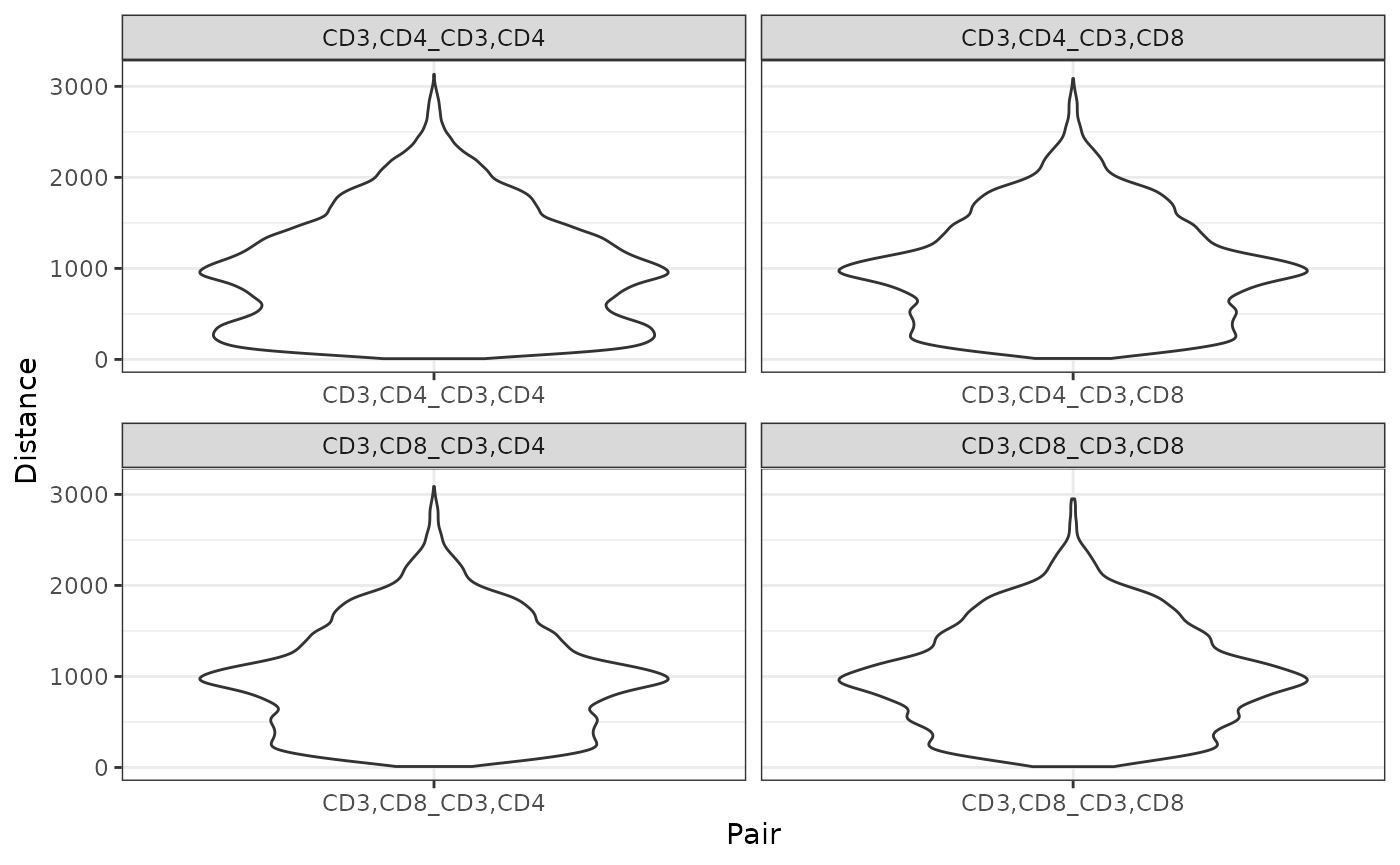 CD3,CD4_CD3,CD4
CD3,CD4_CD3,CD8
3000
2000
1000
0
CD3,CD4_CD3,CD4
CD3,CD4_CD3,CD8
Distance
CD3,CD8_CD3,CD4
CD3,CD8_CD3,CD8
3000
2000
1000
0
CD3,CD8_CD3,CD4
CD3,CD8_CD3,CD8
Pair